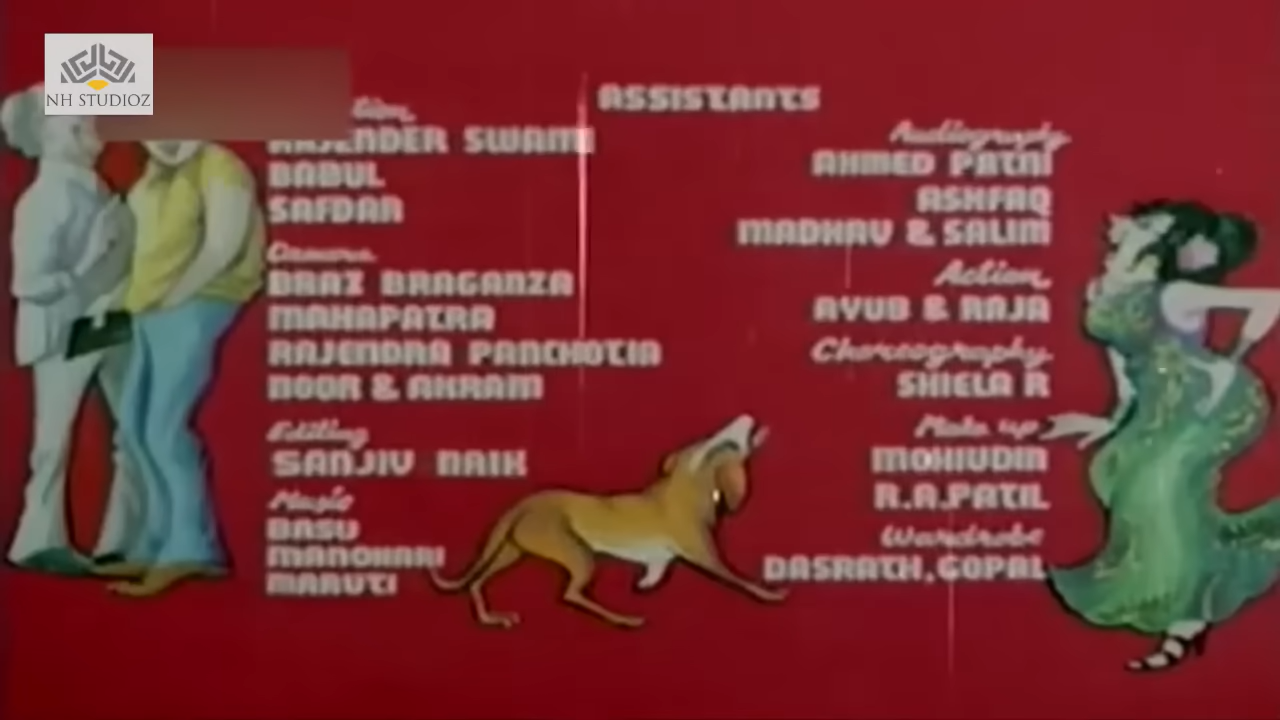 NH STUDIOZ
ASSISTANTS
RAJENDER SWAMI
BABUL
SAFDAR
Camera
BRAZ BRAGANZA
MAHAPATRA
RAJENDRA PANCHOTIA
NOOR & AKRAM
Editing
SANJIV NAIK
Music
BASU
MANOHARI
MARUTI
Audiography
AHMED PATNI
ASHFAQ
MADHAV & SALIM
Action
AYUB & RAJA
Choreography
SHIELA R
Make up
MOHIUDIN
R.A.PATIL
Wardrobe
DASRATH, GOPAL